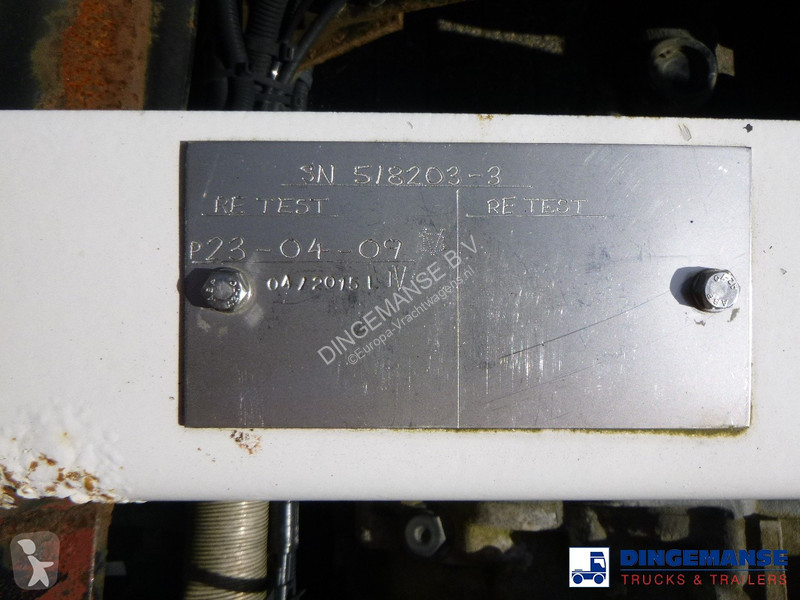 SN 518203-3
RE TEST
RE TEST
P23-04-09
04/2015 L IV
DINGEMANSE B.V.
©Europa-Vrachtwagens.nl
DINGEMANSE
TRUCKS & TRAILERS